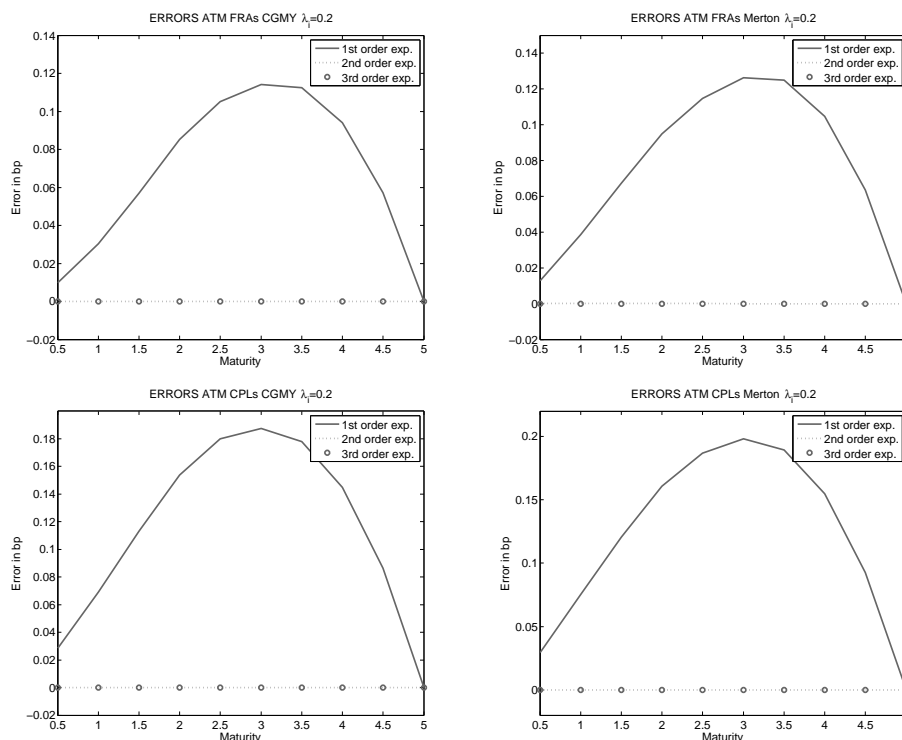 ERRORS ATM FRAs CGMY λi=0.2
0.14
0.12
0.1
0.08
0.06
0.04
0.02
0
−0.02
Error in bp
1st order exp.
2nd order exp.
3rd order exp.
0.5 1 1.5 2 2.5 3 3.5 4 4.5 5
Maturity
ERRORS ATM FRAs Merton λi=0.2
0.14
0.12
0.1
0.08
0.06
0.04
0.02
0
−0.02
Error in bp
1st order exp.
2nd order exp.
3rd order exp.
0.5 1 1.5 2 2.5 3 3.5 4 4.5
Maturity
ERRORS ATM CPLs CGMY λi=0.2
0.18
0.16
0.14
0.12
0.1
0.08
0.06
0.04
0.02
0
−0.02
Error in bp
1st order exp.
2nd order exp.
3rd order exp.
0.5 1 1.5 2 2.5 3 3.5 4 4.5 5
Maturity
ERRORS ATM CPLs Merton λi=0.2
0.2
0.15
0.1
0.05
0
Error in bp
1st order exp.
2nd order exp.
3rd order exp.
0.5 1 1.5 2 2.5 3 3.5 4 4.5
Maturity